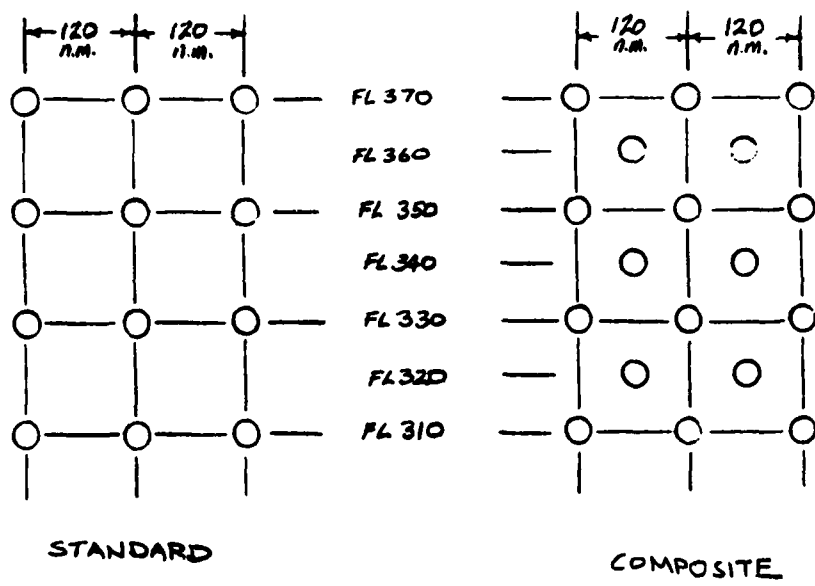 120 n.m. 120 n.m. 120 n.m. 120 n.m.
FL 370
FL 360
FL 350
FL 340
FL 330
FL 320
FL 310
STANDARD
COMPOSITE